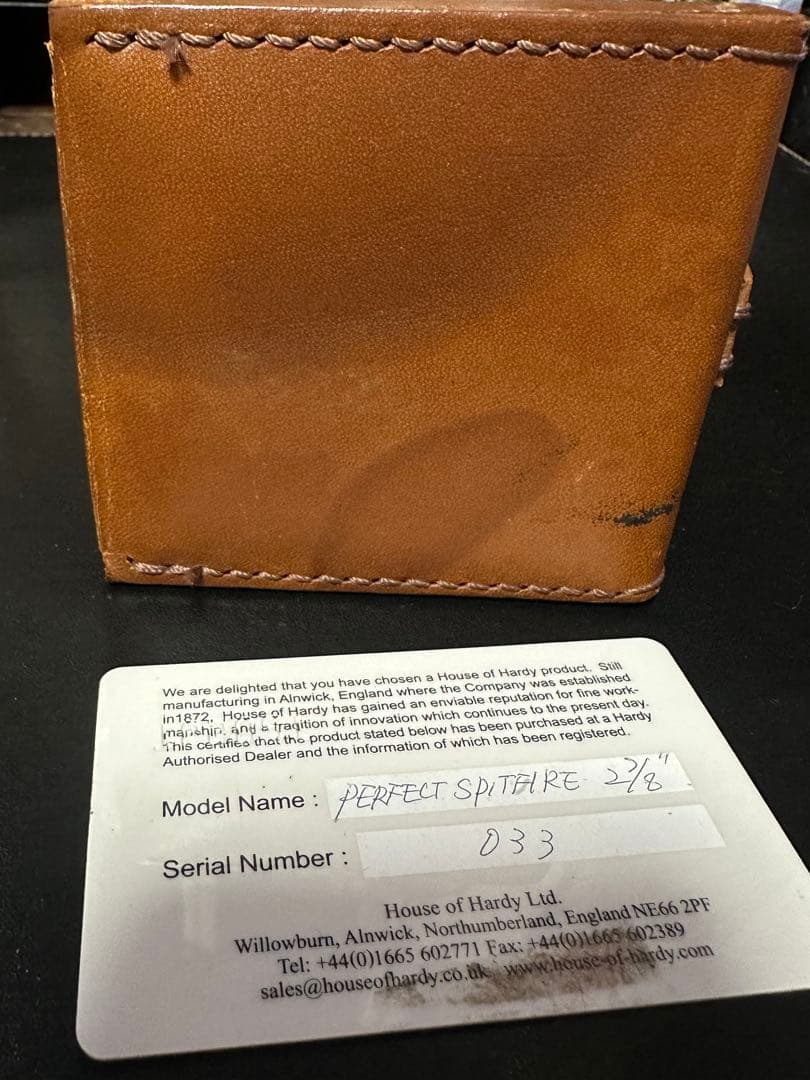 We are delighted that you have chosen a House of Hardy product. Still
manufacturing in Alnwick, England where the Company was established
in1872, House of Hardy has gained an enviable reputation for fine work-
manship, and a tradition of innovation which continues to the present day.
This certifies that the product stated below has been purchased at a Hardy
Authorised Dealer and the information of which has been registered.
Model Name : PERFECT SPITFIRE 2 7/8"
Serial Number : 033
House of Hardy Ltd.
Willowburn, Alnwick, Northumberland, England NE66 2PF
Tel: +44(0)1665 602771 Fax: +44(0)1665 602389
sales@houseofhardy.co.uk www.house-of-hardy.com